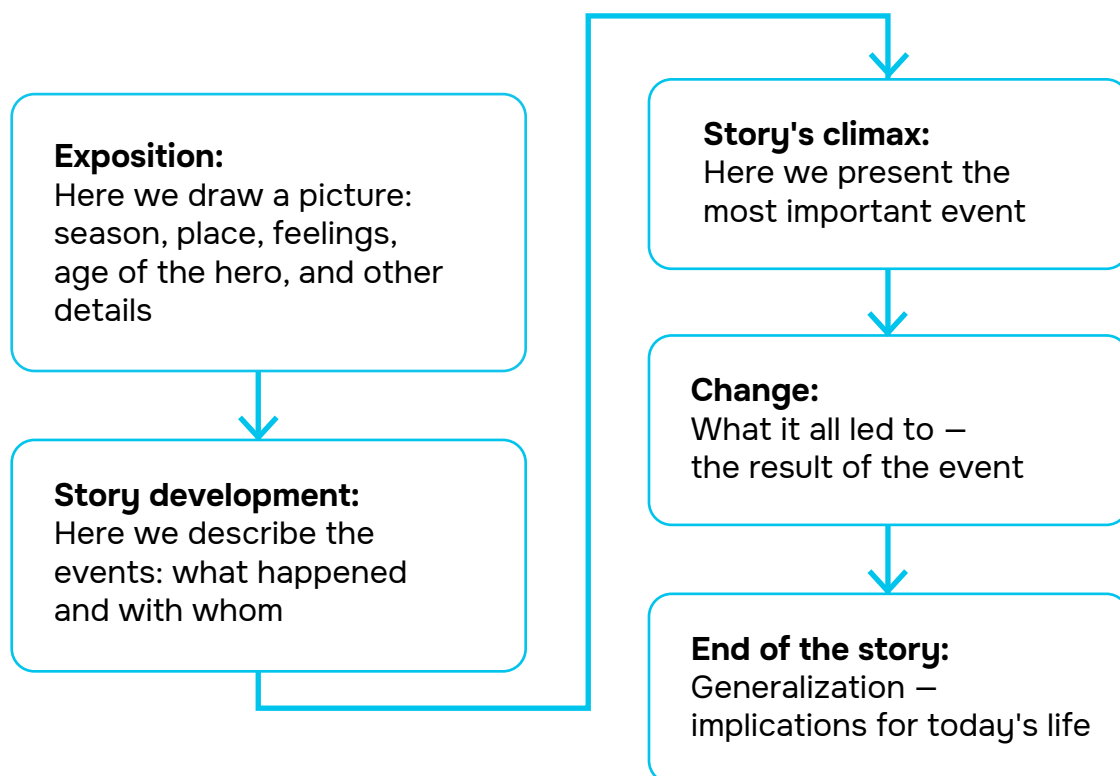 Exposition:
Here we draw a picture:
season, place, feelings,
age of the hero, and other
details
Story development:
Here we describe the
events: what happened
and with whom
Story's climax:
Here we present the
most important event
Change:
What it all led to —
the result of the event
End of the story:
Generalization —
implications for today's life